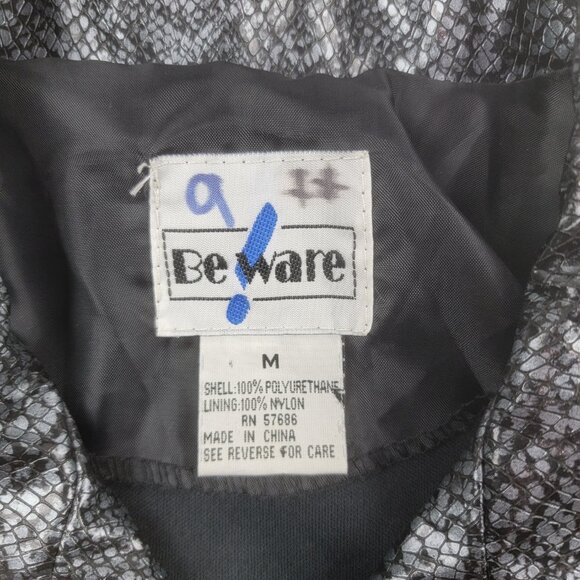 9
Be!Ware
M
SHELL:100% POLYURETHANE
LINING:100% NYLON
RN 57686
MADE IN CHINA
SEE REVERSE FOR CARE